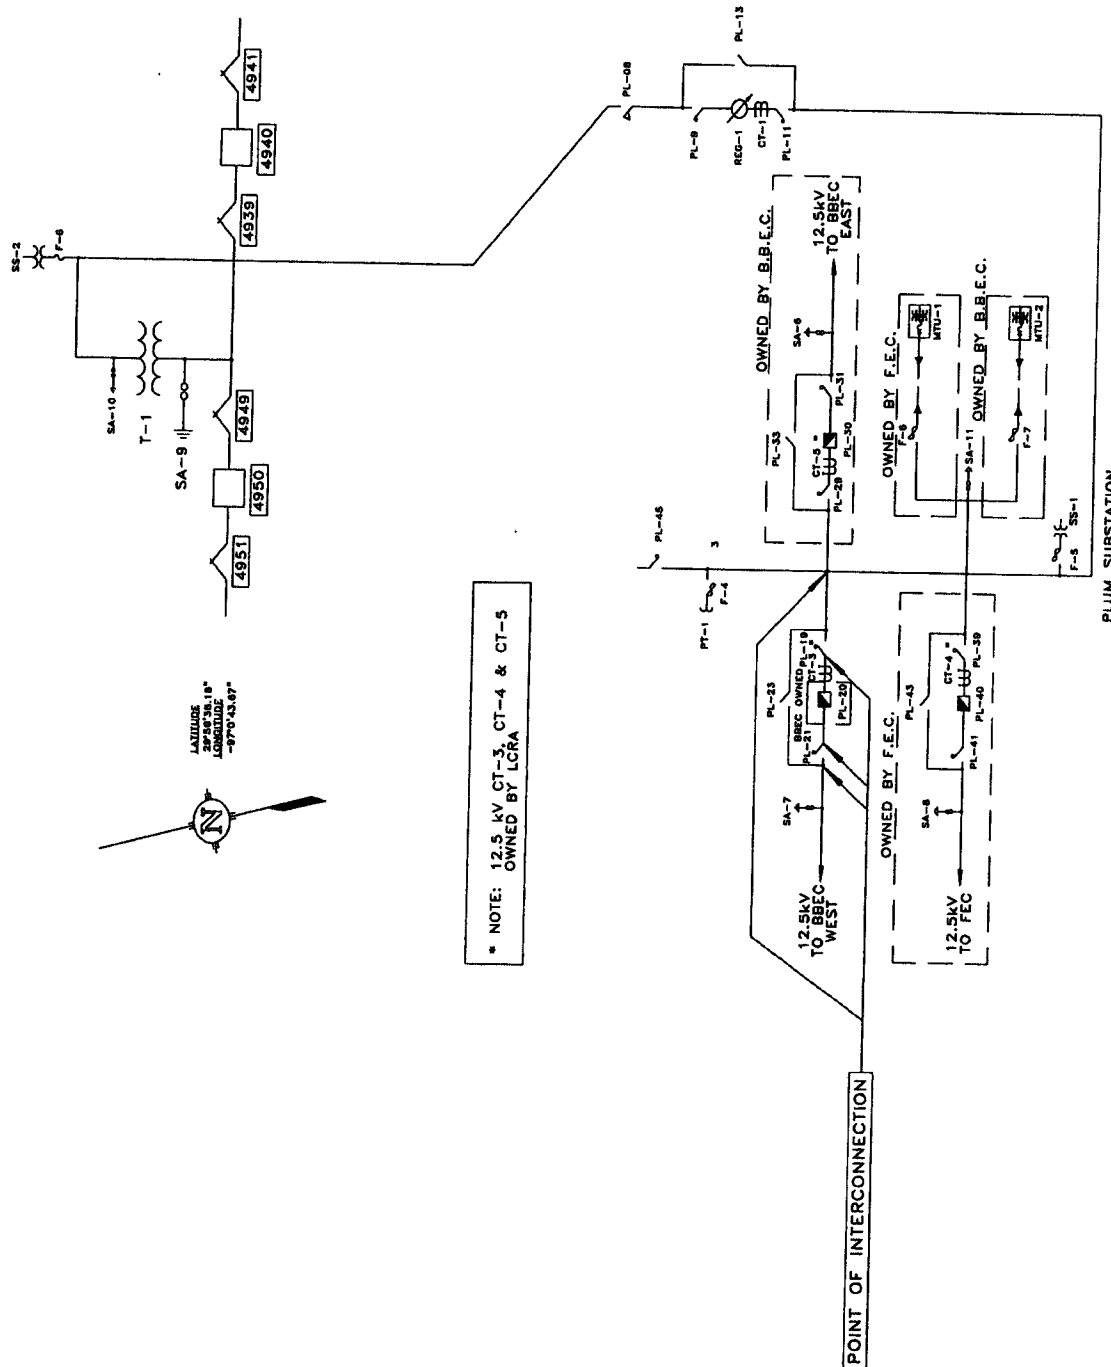 SS-2
F-6
SA-10
T-1
SA-9
4941
4940
4939
4949
4950
4951
PL-08
PL-13
PL-9
REG-1
CT-1
PL-11
LATITUDE
LONGITUDE
N
* NOTE: 12.5 kV CT-3, CT-4 & CT-5
OWNED BY LCRA
PL-45
3
PT-1
F-4
OWNED BY B.B.E.C.
12.5kV
TO BBEC
EAST
SA-6
PL-33
PL-31
CT-5 *
PL-30
PL-29
OWNED BY F.E.C.
MTU-1
F-6
SA-11
OWNED BY B.B.E.C.
MTU-2
F-7
SS-1
F-5
PLUM SUBSTATION
PL-23
BBEC OWNED
PL-19
CT-3 *
PL-20
PL-21
SA-7
12.5kV
TO BBEC
WEST
OWNED BY F.E.C.
PL-43
CT-4 *
PL-39
PL-40
PL-41
SA-8
12.5kV
TO FEC
POINT OF INTERCONNECTION